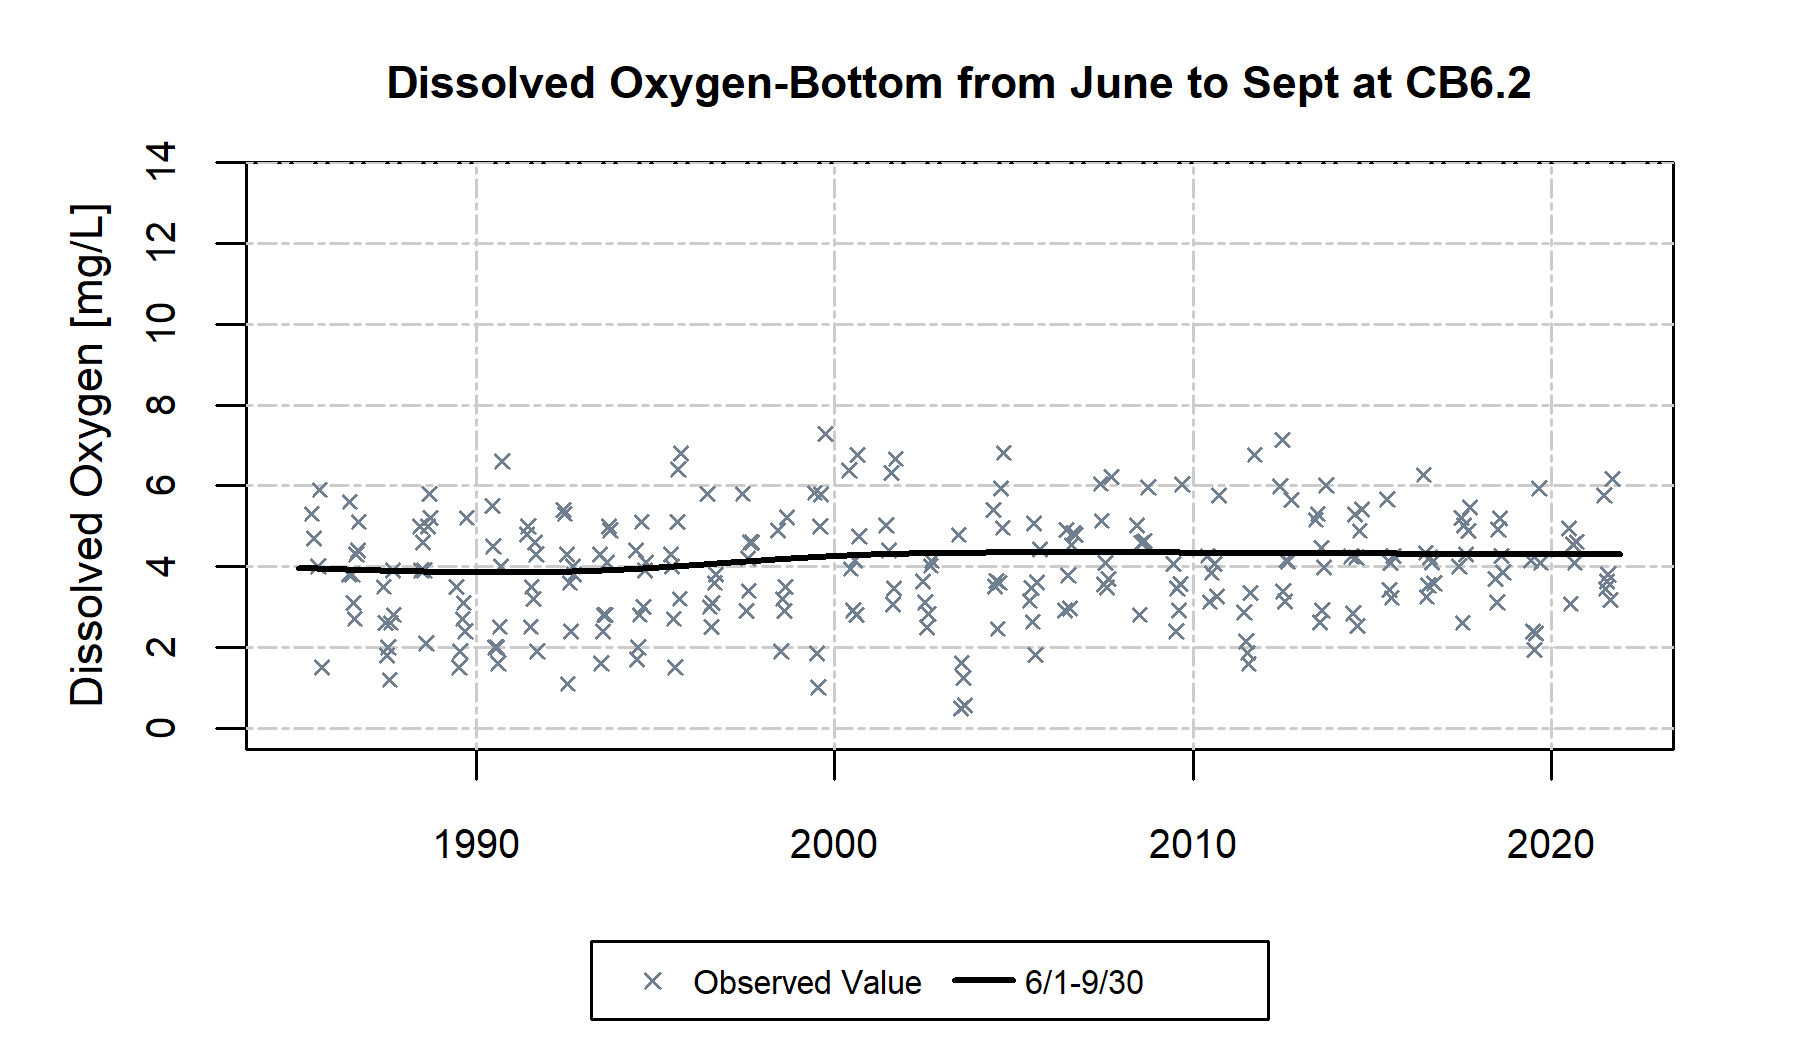 Dissolved Oxygen-Bottom from June to Sept at CB6.2
Dissolved Oxygen [mg/L]
14
12
10
8
6
4
2
0
1990 2000 2010 2020
Observed Value 6/1-9/30